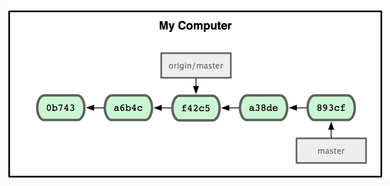 My Computer
origin/master
0b743 a6b4c f42c5 a38de 893cf
master